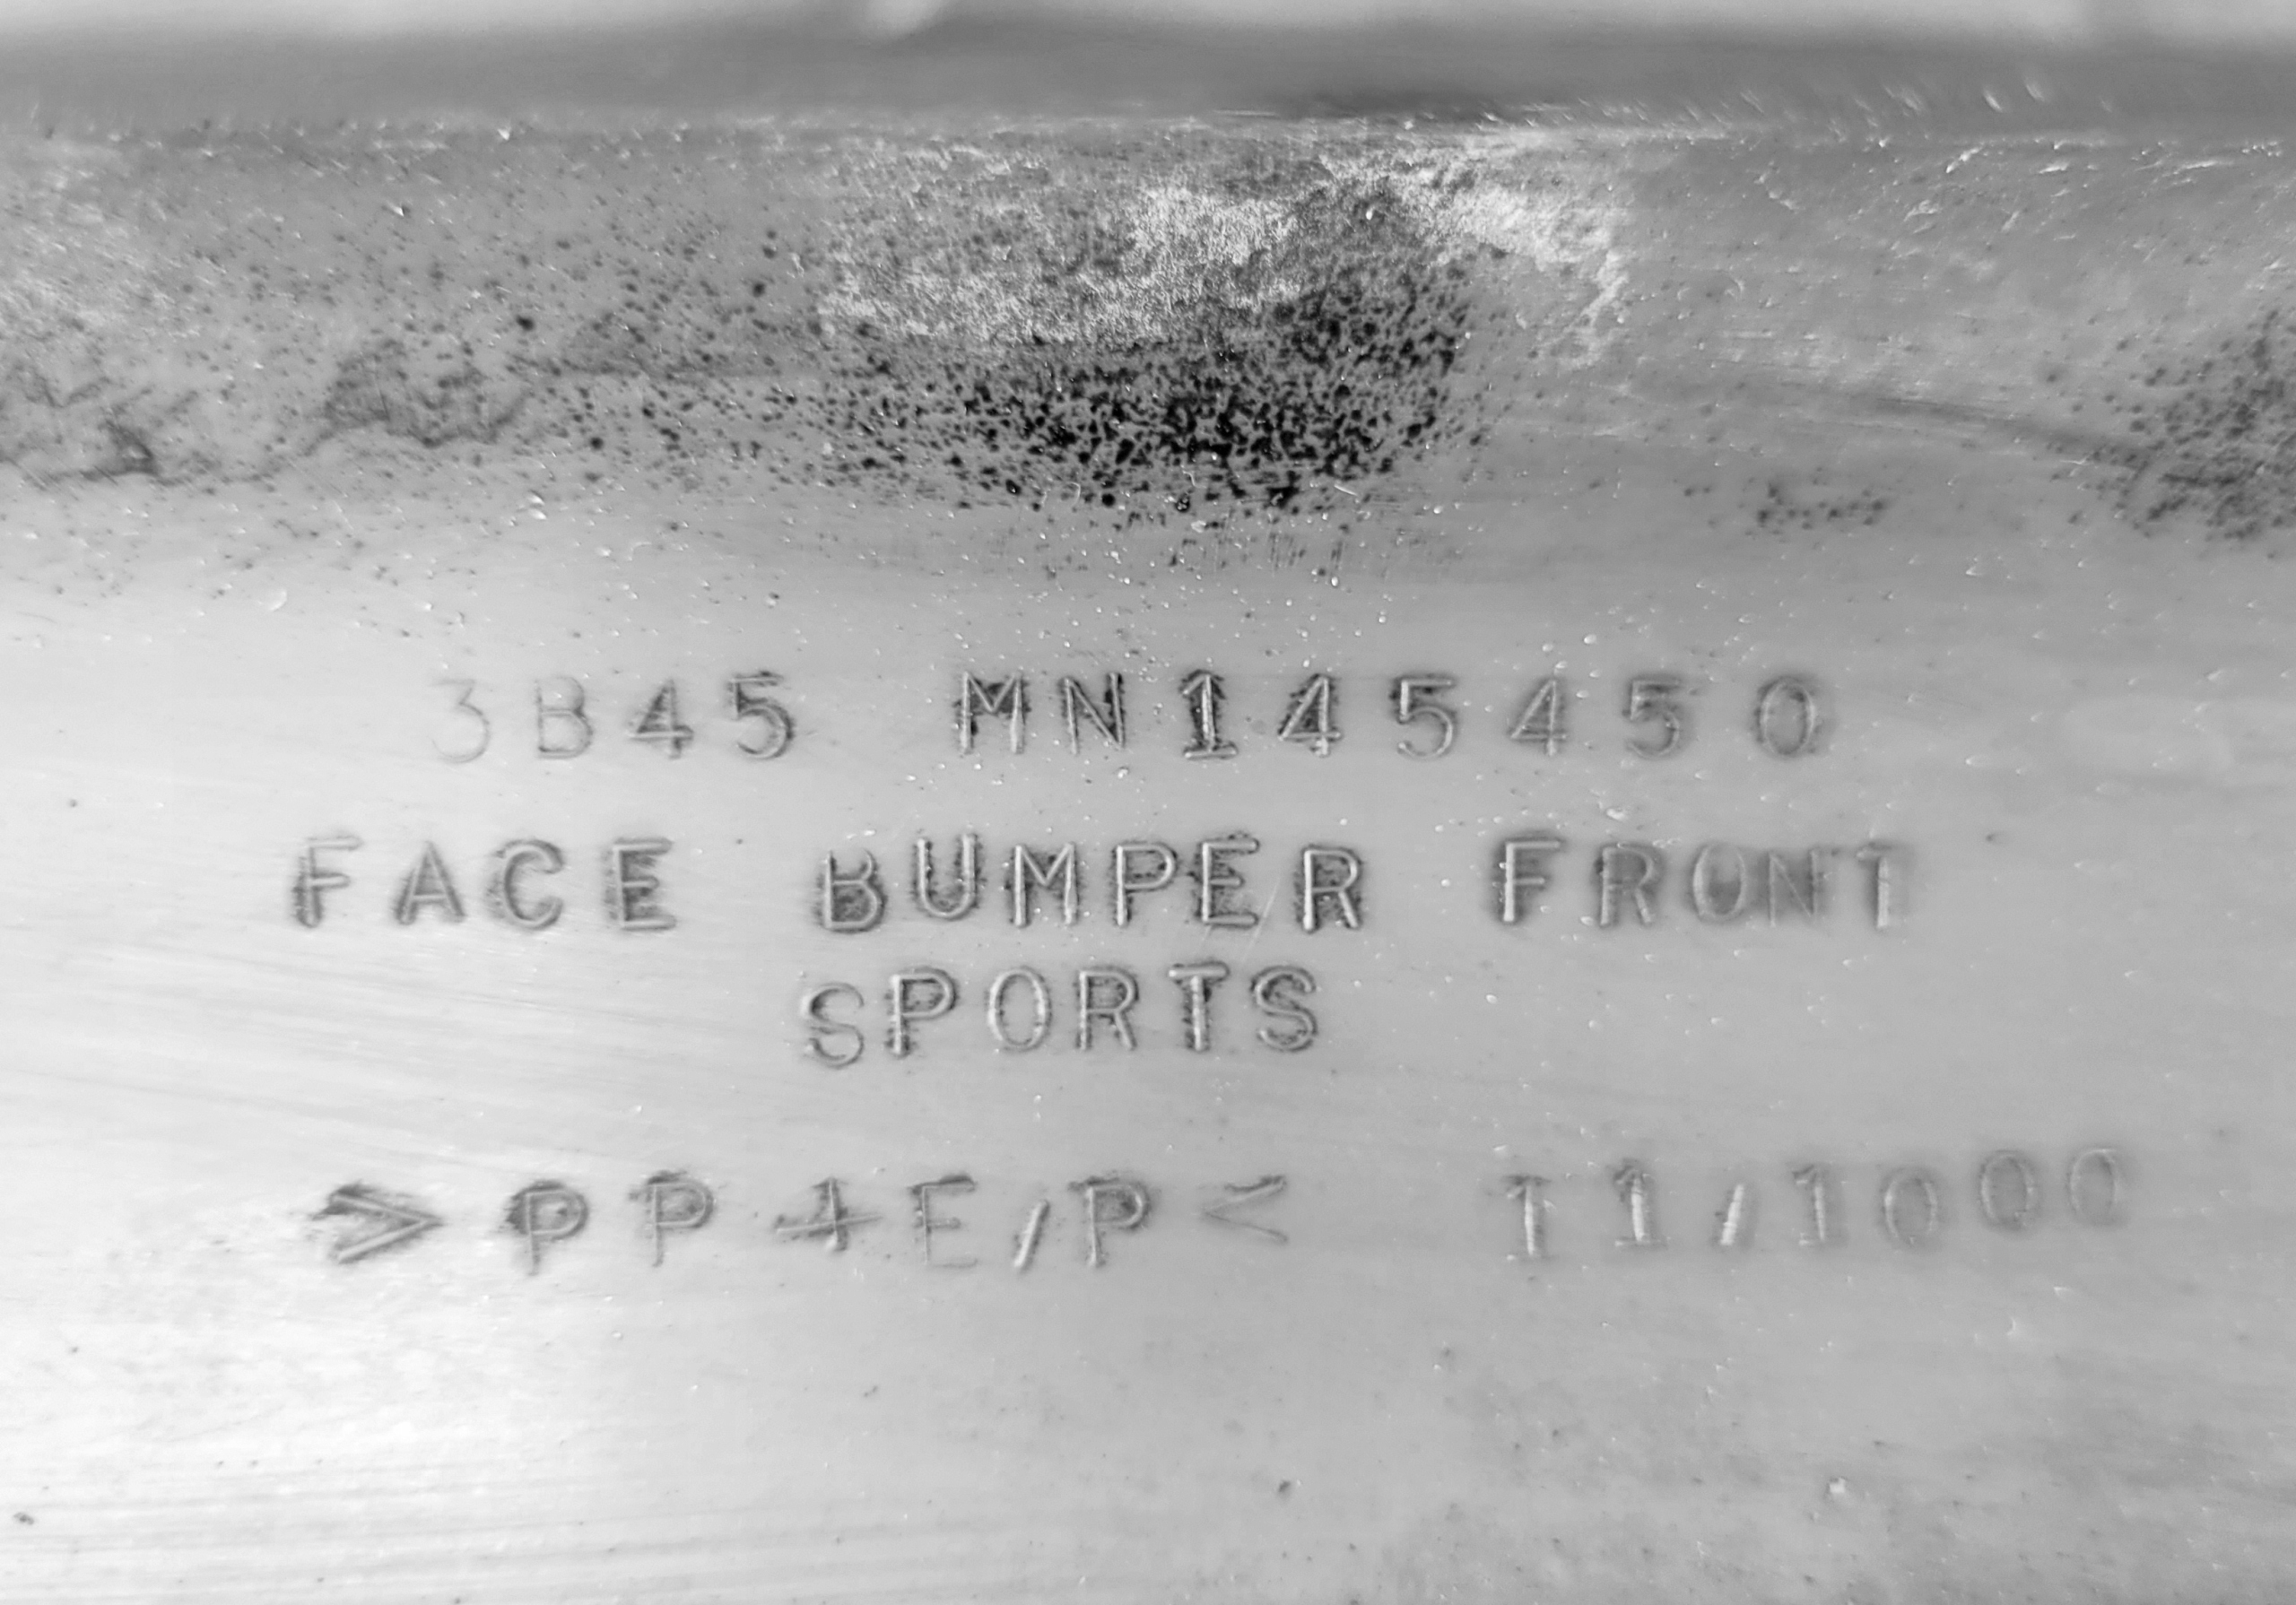 3B45 MN145450
FACE BUMPER FRONT
SPORTS
>PP+E/P< T1/1000